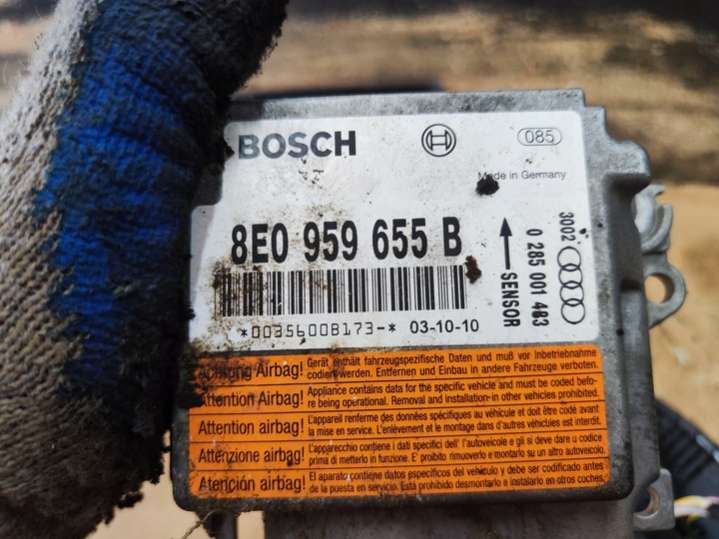 BOSCH
085
Made in Germany
8E0 959 655 B
*00356008173-* 03-10-10
SENSOR
0 285 001 483
3002
Achtung Airbag! Gerät enthält fahrzeugspezifische Daten und muß vor Inbetriebnahme
codiert werden. Entfernen und Einbau in andere Fahrzeuge verboten.
Attention Airbag! Appliance contains data for the specific vehicle and must be coded befo-
re being operational. Removal and installation in other vehicles prohibited.
Attention airbag! L'appareil renferme des données spécifiques au véhicule et doit être codé avant
la mise en service. L'enlèvement et le montage dans d'autres véhicules est interdit.
Attenzione airbag! L'apparecchio contiene i dati specifici dell' l'autoveicolo e gli si deve dare u codice
prima di metterlo in funzione. E' proibito rimuoverlo e montarlo su un altro autoveicolo.
Atención airbag! El aparato contiene datos específicos del vehículo y debe ser codificado antes
de la puesta en servicio. Está prohibido desmontarlo e instalarlo en otros coches.